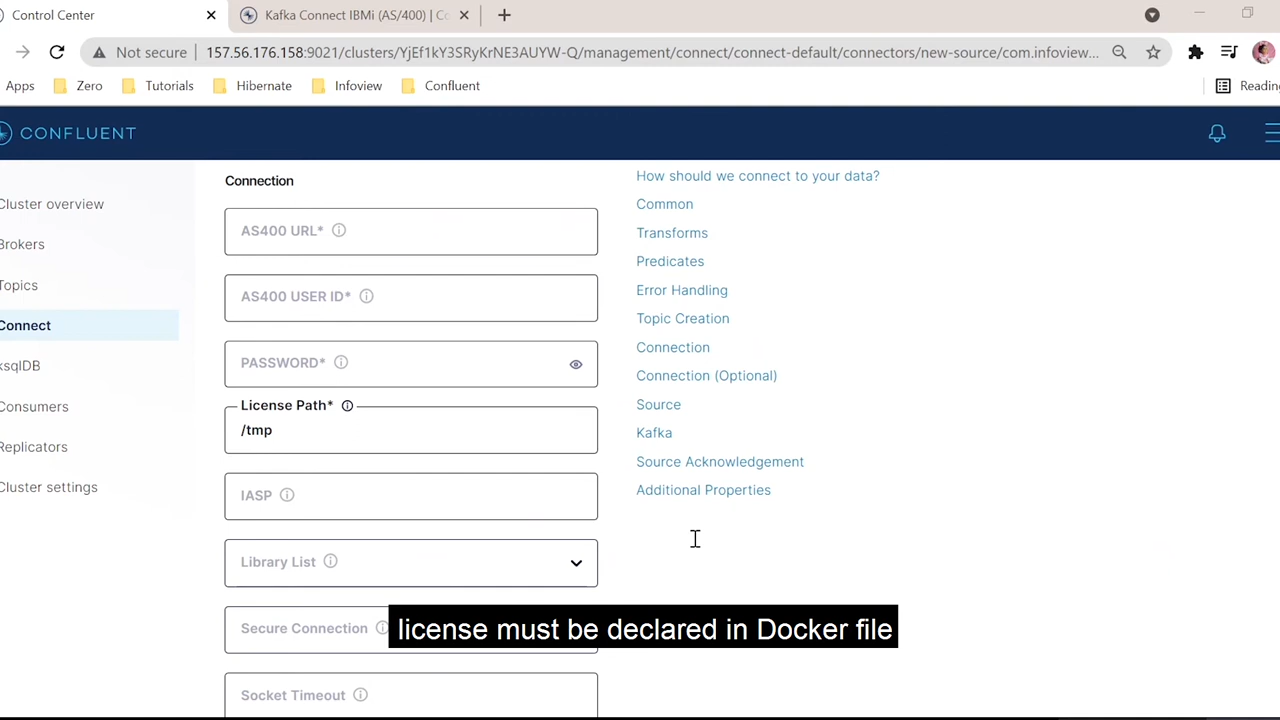 Control Center
Kafka Connect IBMi (AS/400) | Co
Not secure
157.56.176.158:9021/clusters/YjEf1kY3SRyKrNE3AUYW-Q/management/connect/connect-default/connectors/new-source/com.infoview...
Apps
Zero
Tutorials
Hibernate
Infoview
Confluent
Reading
CONFLUENT
Cluster overview
Brokers
Topics
Connect
ksqlDB
Consumers
Replicators
Cluster settings
Connection
AS400 URL*
AS400 USER ID*
PASSWORD*
License Path*
/tmp
IASP
Library List
Secure Connection
Socket Timeout
How should we connect to your data?
Common
Transforms
Predicates
Error Handling
Topic Creation
Connection
Connection (Optional)
Source
Kafka
Source Acknowledgement
Additional Properties
license must be declared in Docker file